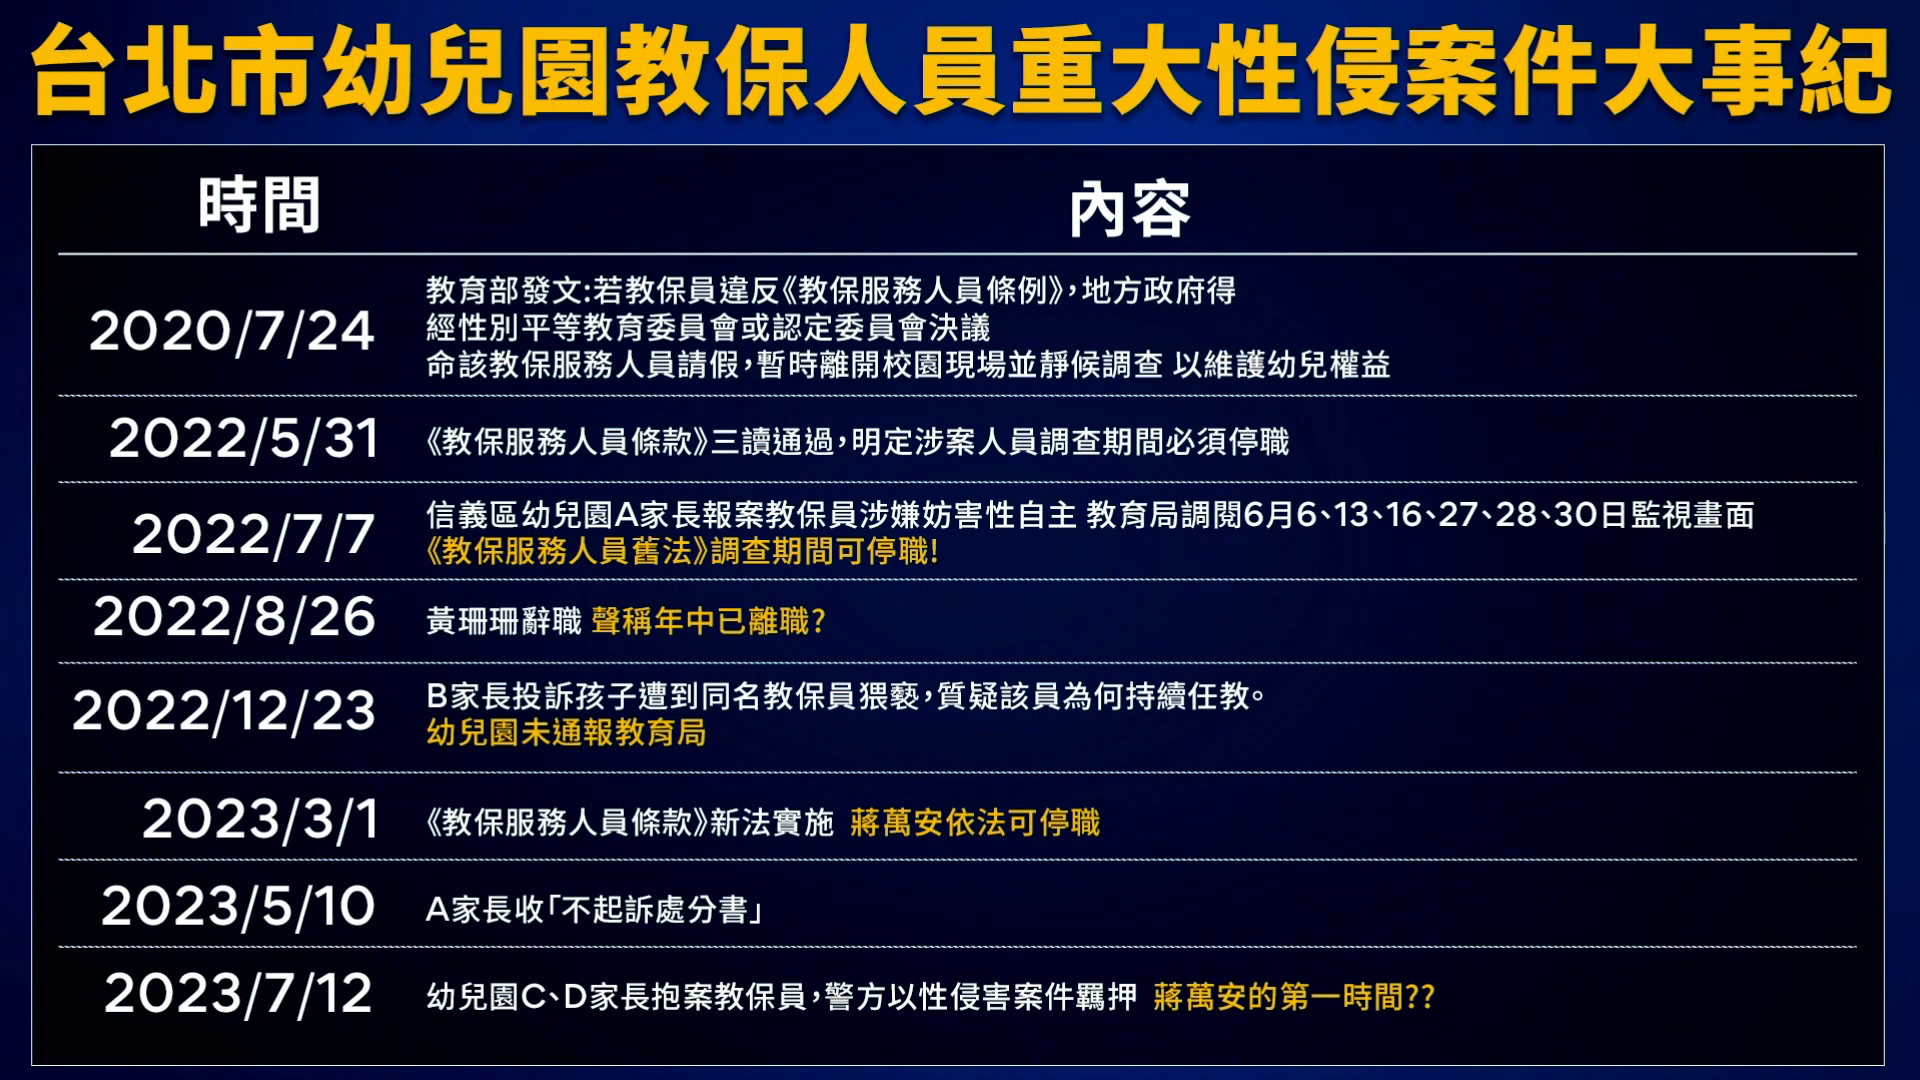 台北市幼兒園教保人員重大性侵案件大事紀
時間 內容
2020/7/24
教育部發文:若教保員違反《教保服務人員條例》,地方政府得
經性別平等教育委員會或認定委員會決議
命該教保服務人員請假,暫時離開校園現場並靜候調查 以維護幼兒權益
2022/5/31 《教保服務人員條款》三讀通過,明定涉案人員調查期間必須停職
2022/7/7
信義區幼兒園A家長報案教保員涉嫌妨害性自主 教育局調閱6月6、13、16、27、28、30日監視畫面
《教保服務人員舊法》調查期間可停職!
2022/8/26 黃珊珊辭職 聲稱年中已離職?
2022/12/23
B家長投訴孩子遭到同名教保員猥褻,質疑該員為何持續任教。
幼兒園未通報教育局
2023/3/1 《教保服務人員條款》新法實施 蔣萬安依法可停職
2023/5/10 A家長收「不起訴處分書」
2023/7/12 幼兒園C、D家長抱案教保員,警方以性侵害案件羈押 蔣萬安的第一時間??